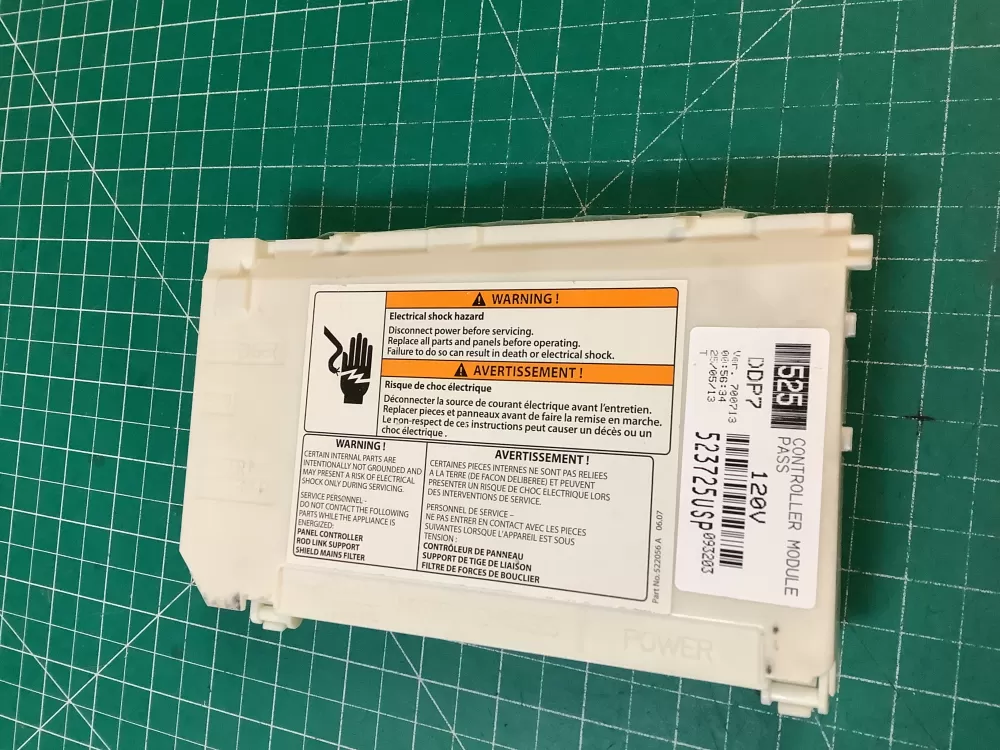 WARNING !
Electrical shock hazard
Disconnect power before servicing.
Replace all parts and panels before operating.
Failure to do so can result in death or electrical shock.
AVERTISSEMENT !
Risque de choc électrique
Déconnecter la source de courant électrique avant l'entretien.
Replacer pieces et panneaux avant de faire la remise en marche.
Le non-respect de ces instructions peut causer un décès ou un
choc électrique .
WARNING !
CERTAIN INTERNAL PARTS ARE
INTENTIONALLY NOT GROUNDED AND
MAY PRESENT A RISK OF ELECTRICAL
SHOCK ONLY DURING SERVICING.
SERVICE PERSONNEL -
DO NOT CONTACT THE FOLLOWING
PARTS WHILE THE APPLIANCE IS
ENERGIZED:
PANEL CONTROLLER
ROD LINK SUPPORT
SHIELD MAINS FILTER
AVERTISSEMENT !
CERTAINES PIECES INTERNES NE SONT PAS RELIEES
A LA TERRE (DE FACON DELIBEREE) ET PEUVENT
PRESENTER UN RISQUE DE CHOC ELECTRIQUE LORS
DES INTERVENTIONS DE SERVICE.
PERSONNEL DE SERVICE –
NE PAS ENTRER EN CONTACT AVEC LES PIECES
SUIVANTES LORSQUE L'APPAREIL EST SOUS
TENSION :
CONTRÔLEUR DE PANNEAU
SUPPORT DE TIGE DE LIAISON
FILTRE DE FORCES DE BOUCLIER
Part No. 522056 A 06.07
525
CONTROLLER MODULE
PASS
DDP7
120V
Ver. 700713
00:56:34
25/05/13
T
523725USP
093203
POWER